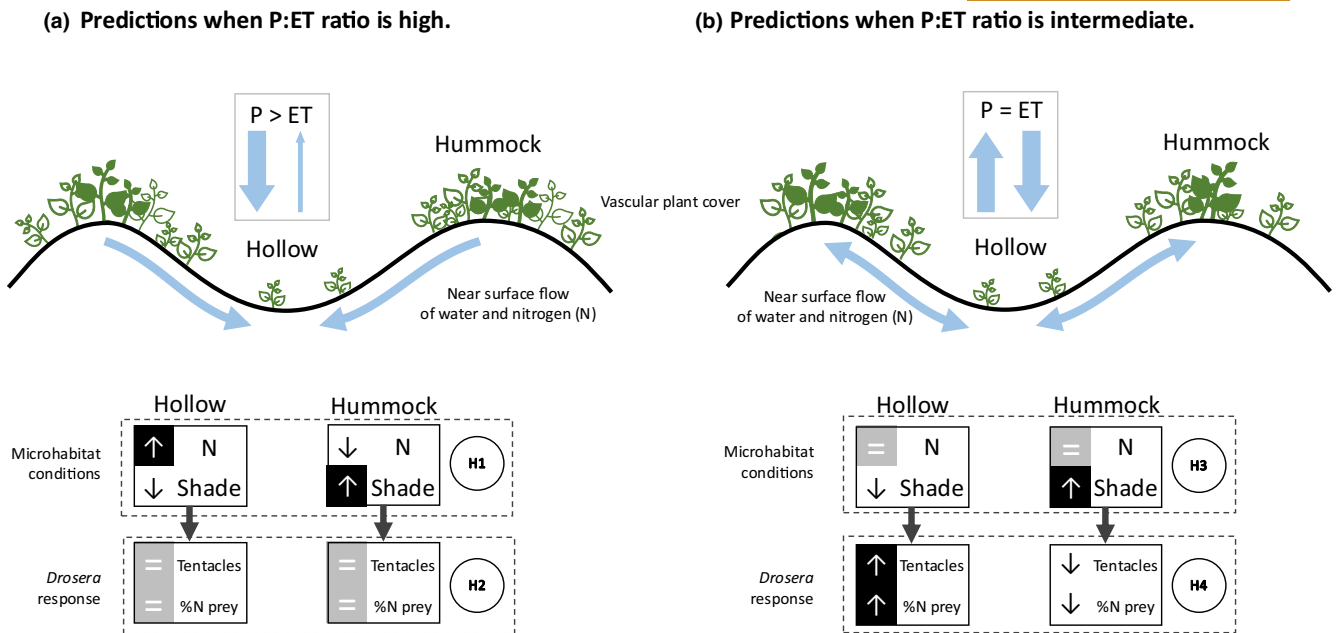 (a) Predictions when P:ET ratio is high.
P > ET
Hummock
Hollow
Vascular plant cover
Near surface flow
of water and nitrogen (N)
Hollow
Hummock
Microhabitat
conditions
↑ N
↓ Shade
↓ N
↑ Shade
H1
Drosera
response
= Tentacles
= %N prey
= Tentacles
= %N prey
H2
(b) Predictions when P:ET ratio is intermediate.
P = ET
Hummock
Hollow
Near surface flow
of water and nitrogen (N)
Hollow
Hummock
Microhabitat
conditions
= N
↓ Shade
= N
↑ Shade
H3
Drosera
response
↑ Tentacles
↑ %N prey
↓ Tentacles
↓ %N prey
H4